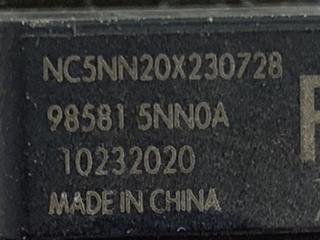 NC5NN20X230728
98581 5NN0A
10232020
MADE IN CHINA